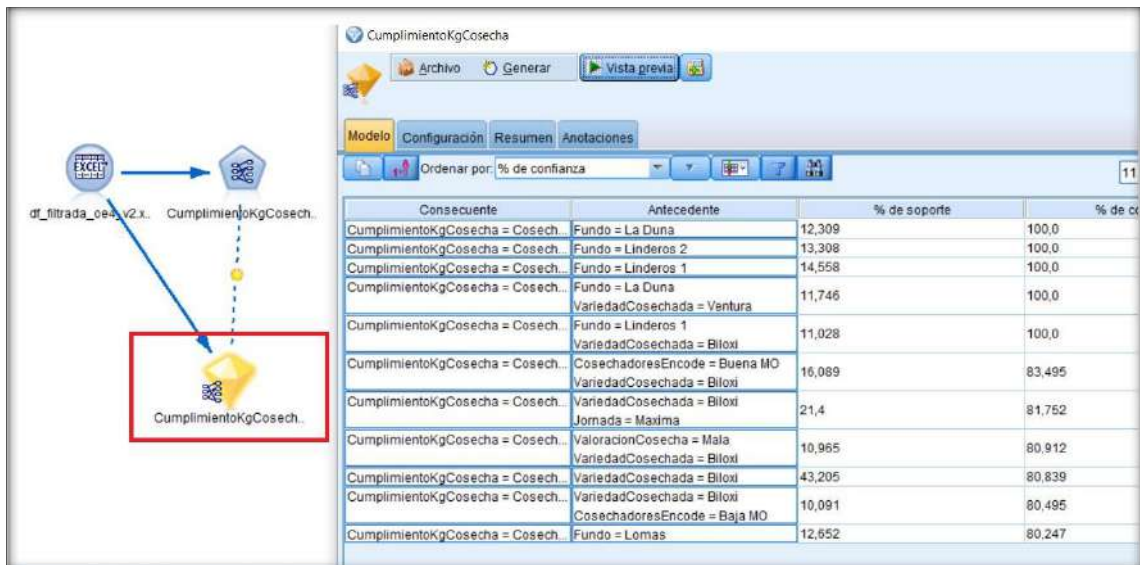 CumplimientoKgCosecha
Archivo Generar Vista previa
Modelo Configuración Resumen Anotaciones
Ordenar por: % de confianza
11
EXCEL
df_filtrada_oe4_v2.x.. CumplimientoKgCosech..
CumplimientoKgCosech..
Consecuente Antecedente % de soporte % de co
CumplimientoKgCosecha = Cosech... Fundo = La Duna 12,309 100,0
CumplimientoKgCosecha = Cosech... Fundo = Linderos 2 13,308 100,0
CumplimientoKgCosecha = Cosech... Fundo = Linderos 1 14,558 100,0
CumplimientoKgCosecha = Cosech... Fundo = La Duna
VariedadCosechada = Ventura 11,746 100,0
CumplimientoKgCosecha = Cosech... Fundo = Linderos 1
VariedadCosechada = Biloxi 11,028 100,0
CumplimientoKgCosecha = Cosech... CosechadoresEncode = Buena MO
VariedadCosechada = Biloxi 16,089 83,495
CumplimientoKgCosecha = Cosech... VariedadCosechada = Biloxi
Jornada = Maxima 21,4 81,752
CumplimientoKgCosecha = Cosech... ValoracionCosecha = Mala
VariedadCosechada = Biloxi 10,965 80,912
CumplimientoKgCosecha = Cosech... VariedadCosechada = Biloxi 43,205 80,839
CumplimientoKgCosecha = Cosech... VariedadCosechada = Biloxi
CosechadoresEncode = Baja MO 10,091 80,495
CumplimientoKgCosecha = Cosech... Fundo = Lomas 12,652 80,247